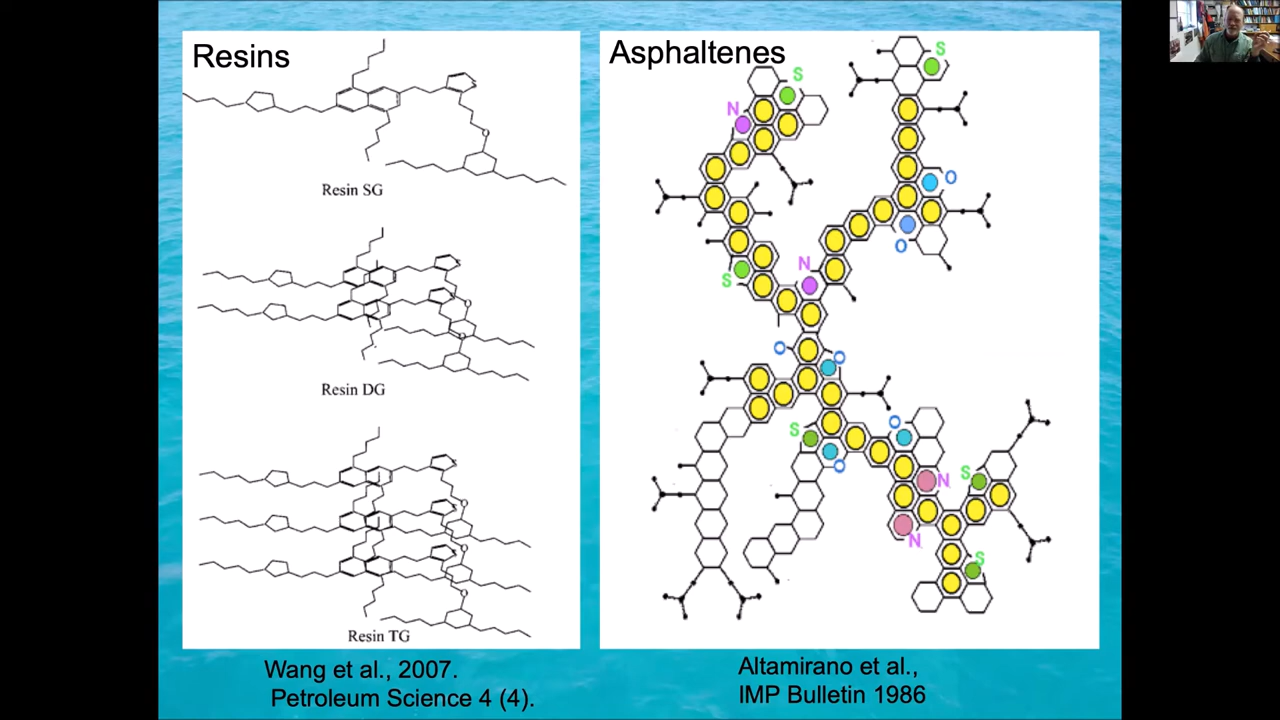 Resins
Resin SG
Resin DG
Resin TG
Wang et al., 2007.
Petroleum Science 4 (4).
Asphaltenes
S
S
N
O
O
N
S
O
O
S
O
O
N
S
N
S
Altamirano et al.,
IMP Bulletin 1986